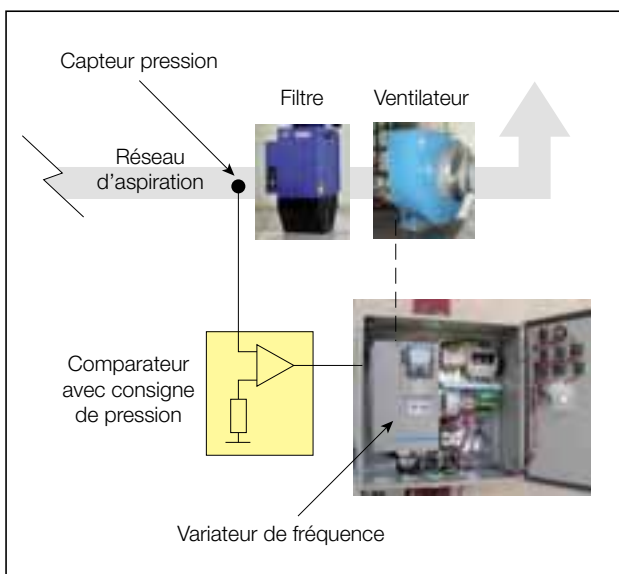 Capteur pression
Filtre
Ventilateur
Réseau
d'aspiration
Comparateur
avec consigne
de pression
Variateur de fréquence